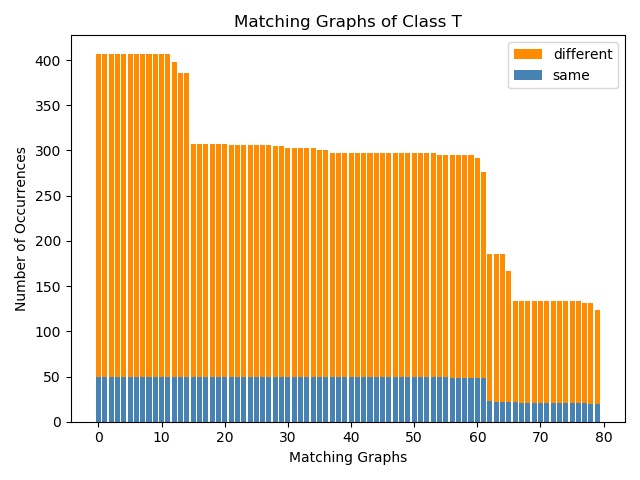 Matching Graphs of Class T
different
same
Number of Occurrences
400
350
300
250
200
150
100
50
0
0 10 20 30 40 50 60 70 80
Matching Graphs